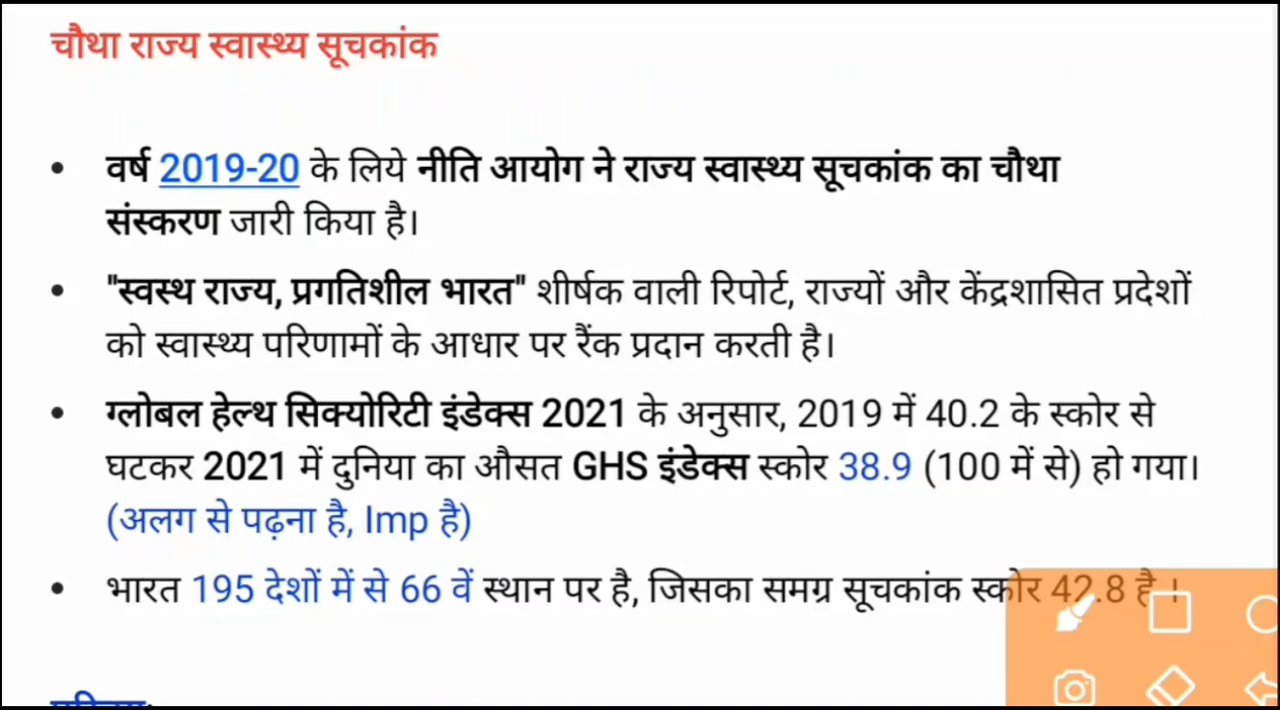 चौथा राज्य स्वास्थ्य सूचकांक
• वर्ष 2019-20 के लिये नीति आयोग ने राज्य स्वास्थ्य सूचकांक का चौथा
संस्करण जारी किया है।
• "स्वस्थ राज्य, प्रगतिशील भारत" शीर्षक वाली रिपोर्ट, राज्यों और केंद्रशासित प्रदेशों
को स्वास्थ्य परिणामों के आधार पर रैंक प्रदान करती है।
• ग्लोबल हेल्थ सिक्योरिटी इंडेक्स 2021 के अनुसार, 2019 में 40.2 के स्कोर से
घटकर 2021 में दुनिया का औसत GHS इंडेक्स स्कोर 38.9 (100 में से) हो गया।
(अलग से पढ़ना है, Imp है)
• भारत 195 देशों में से 66 वें स्थान पर है, जिसका समग्र सूचकांक स्कोर 42.8 है ।